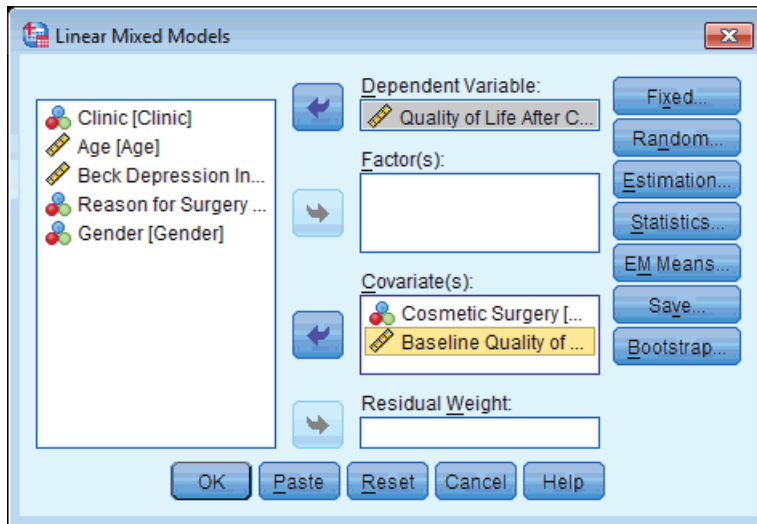 Linear Mixed Models
Clinic [Clinic]
Age [Age]
Beck Depression In...
Reason for Surgery ...
Gender [Gender]
Dependent Variable:
Quality of Life After C...
Factor(s):
Covariate(s):
Cosmetic Surgery [...
Baseline Quality of ...
Residual Weight:
Fixed...
Random...
Estimation...
Statistics...
EM Means...
Save...
Bootstrap...
OK
Paste
Reset
Cancel
Help